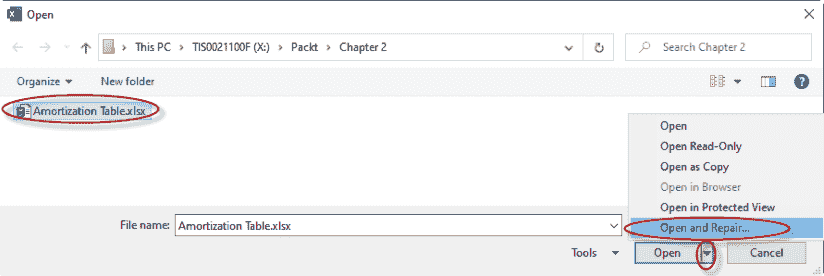 Open
This PC > TIS0021100F (X:) > Packt > Chapter 2
Search Chapter 2
Organize
New folder
Amortization Table.xlsx
Open
Open Read-Only
Open as Copy
Open in Browser
Open in Protected View
Open and Repair...
File name: Amortization Table.xlsx
Tools
Open
Cancel